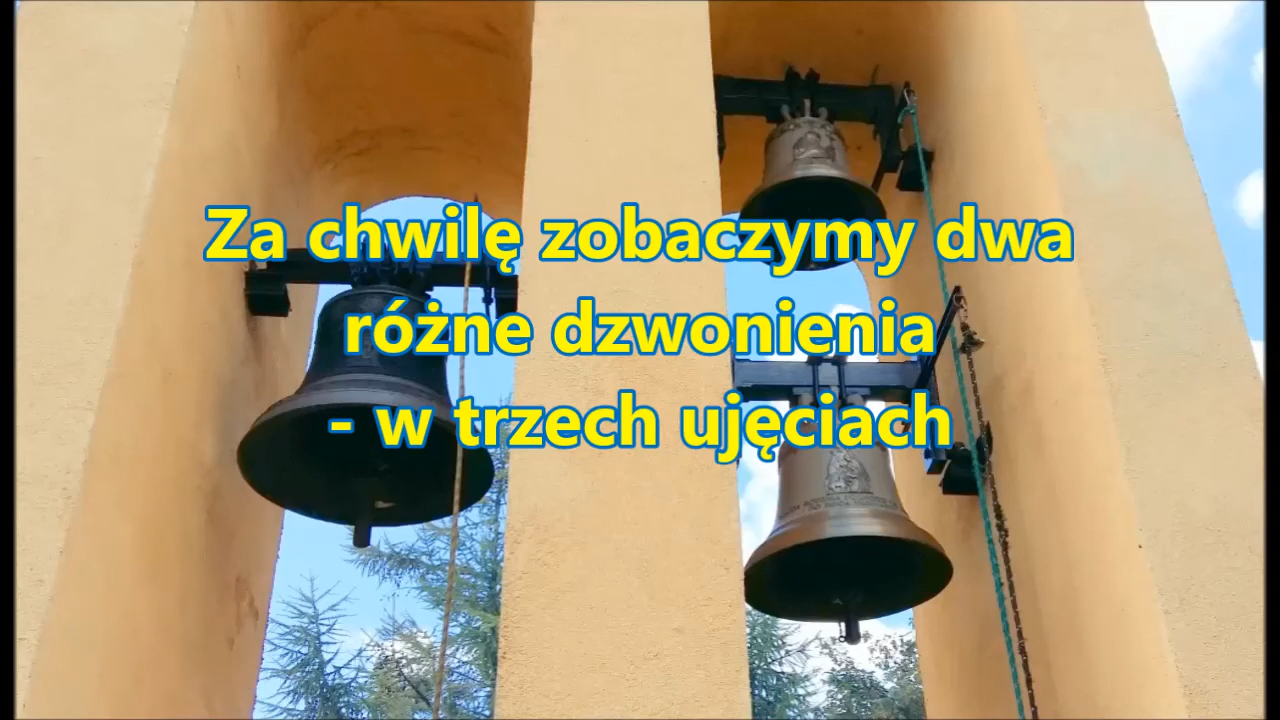 Za chwilę zobaczymy dwa
różne dzwonienia
- w trzech ujęciach